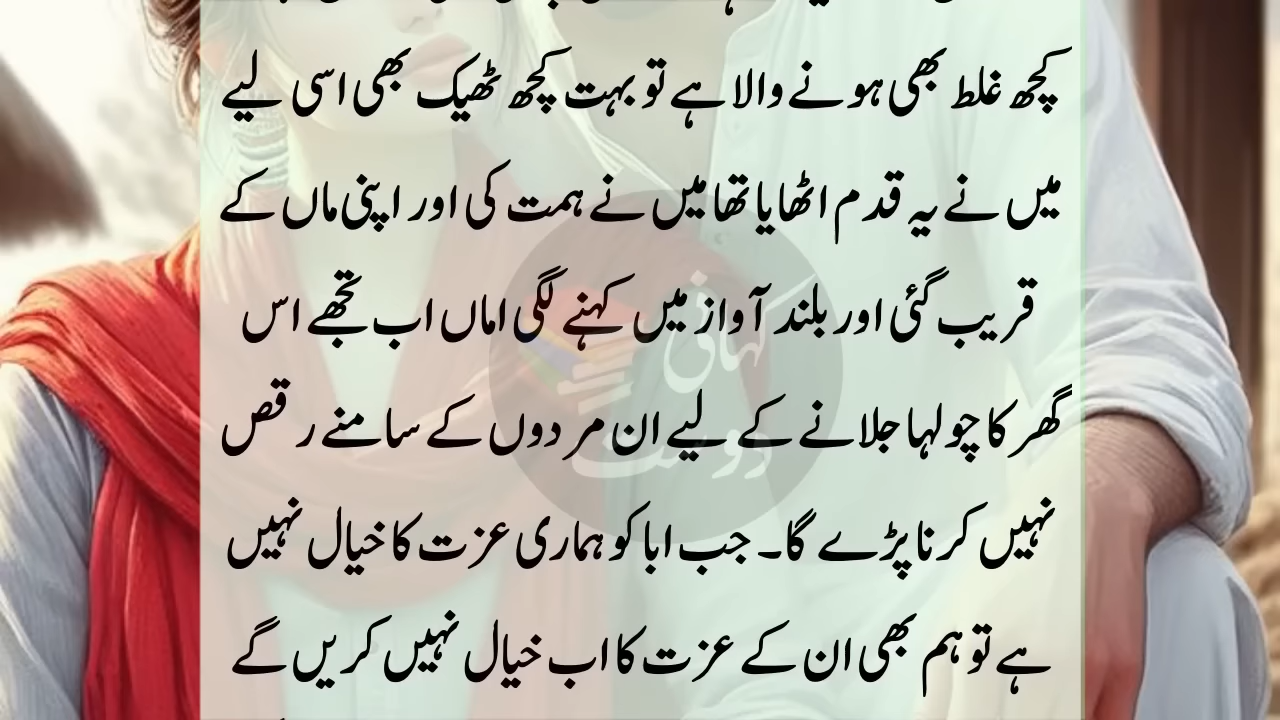 کچھ غلط بھی ہونے والا ہے تو بہت کچھ ٹھیک بھی اسی لیے
میں نے یہ قدم اٹھایا تھا میں نے ہمت کی اور اپنی ماں کے
قریب گئی اور بلند آواز میں کہنے لگی اماں اب تجھے اس
گھر کا چولہا جلانے کے لیے ان مردوں کے سامنے رقص
نہیں کرنا پڑے گا۔ جب ابا کو ہماری عزت کا خیال نہیں
ہے تو ہم بھی ان کے عزت کا اب خیال نہیں کریں گے
کہانی
دوست